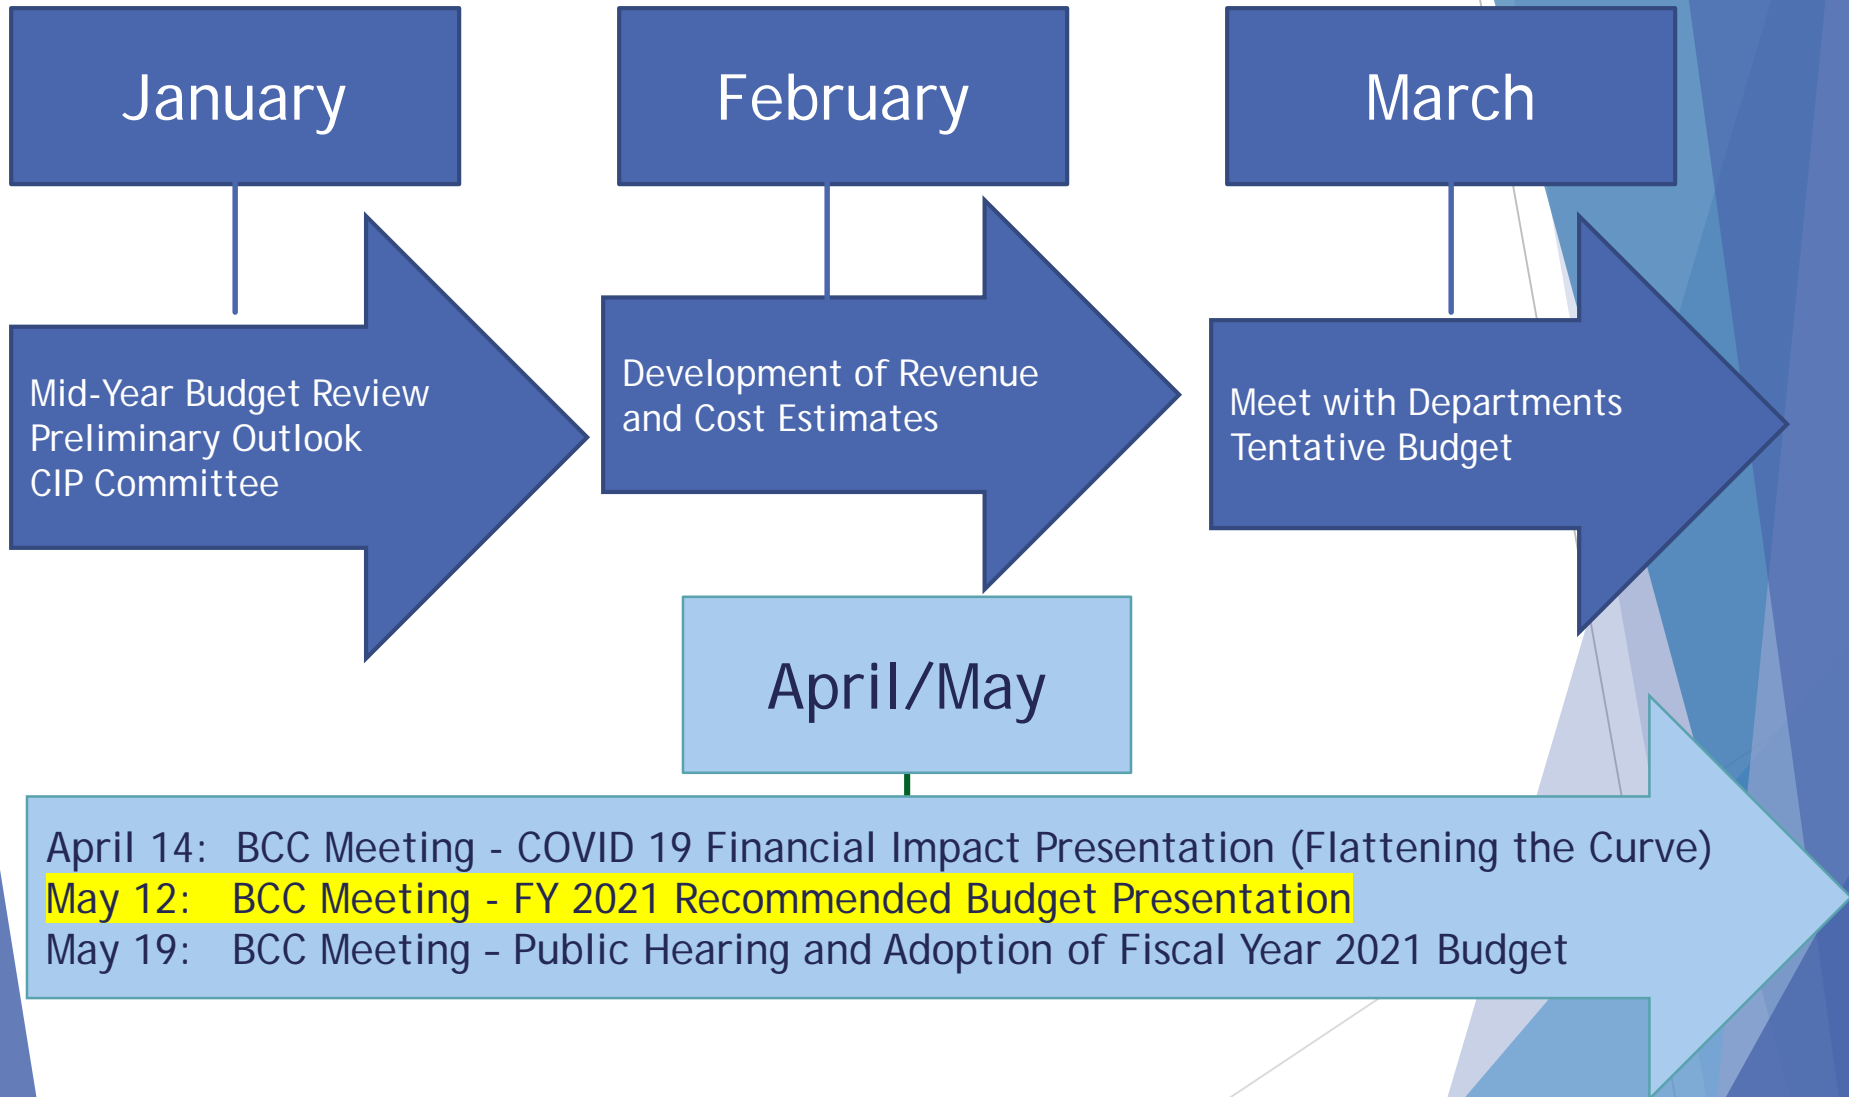 January
February
March
Mid-Year Budget Review
Preliminary Outlook
CIP Committee
Development of Revenue
and Cost Estimates
Meet with Departments
Tentative Budget
April/May
April 14: BCC Meeting - COVID 19 Financial Impact Presentation (Flattening the Curve)
May 12: BCC Meeting - FY 2021 Recommended Budget Presentation
May 19: BCC Meeting – Public Hearing and Adoption of Fiscal Year 2021 Budget